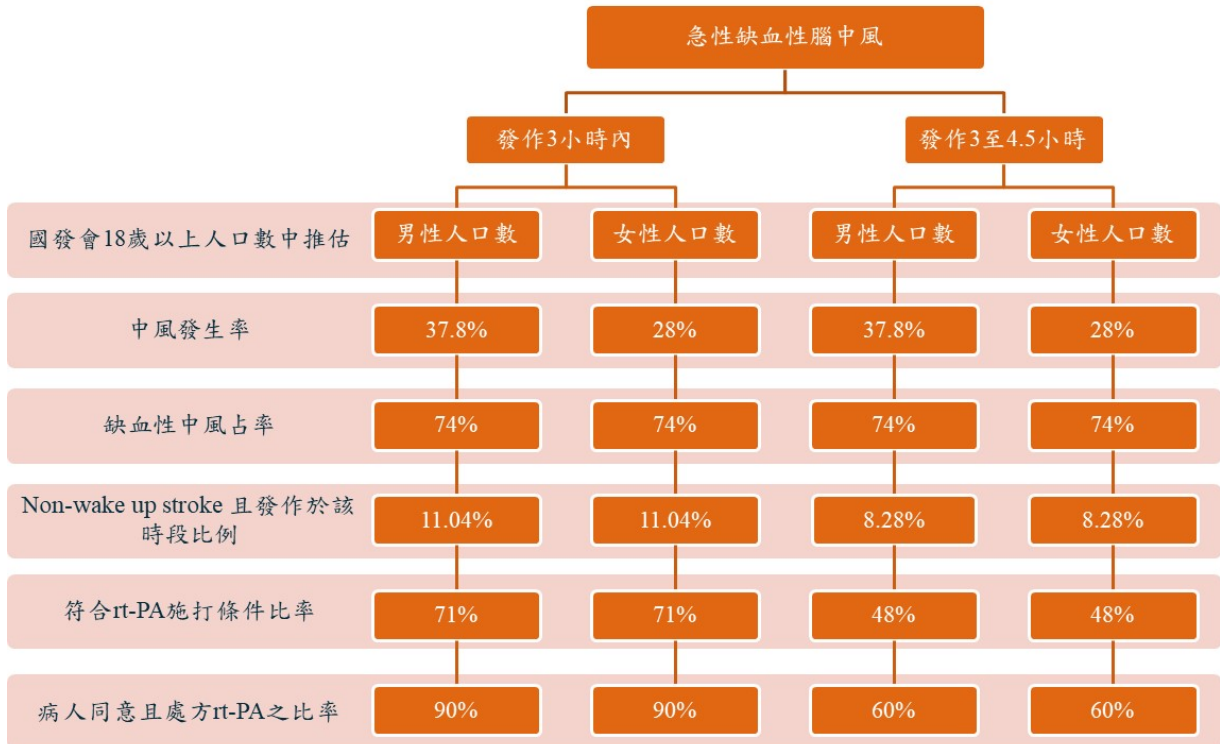 急性缺血性腦中風
發作3小時內
發作3至4.5小時
國發會18歲以上人口數中推估
男性人口數
女性人口數
男性人口數
女性人口數
中風發生率
37.8%
28%
37.8%
28%
缺血性中風占率
74%
74%
74%
74%
Non-wake up stroke 且發作於該
時段比例
11.04%
11.04%
8.28%
8.28%
符合rt-PA施打條件比率
71%
71%
48%
48%
病人同意且處方rt-PA之比率
90%
90%
60%
60%